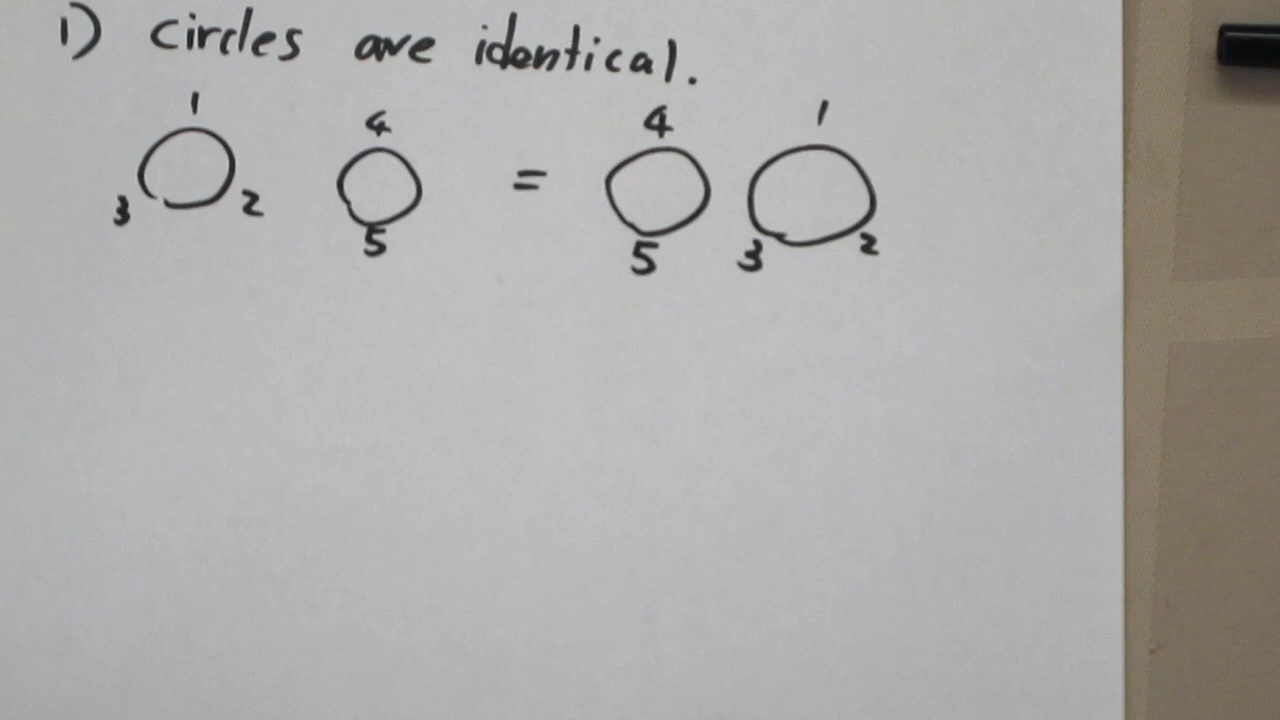 1) Circles are identical.
1 4 4 1
3 2 = 3 2
5 5